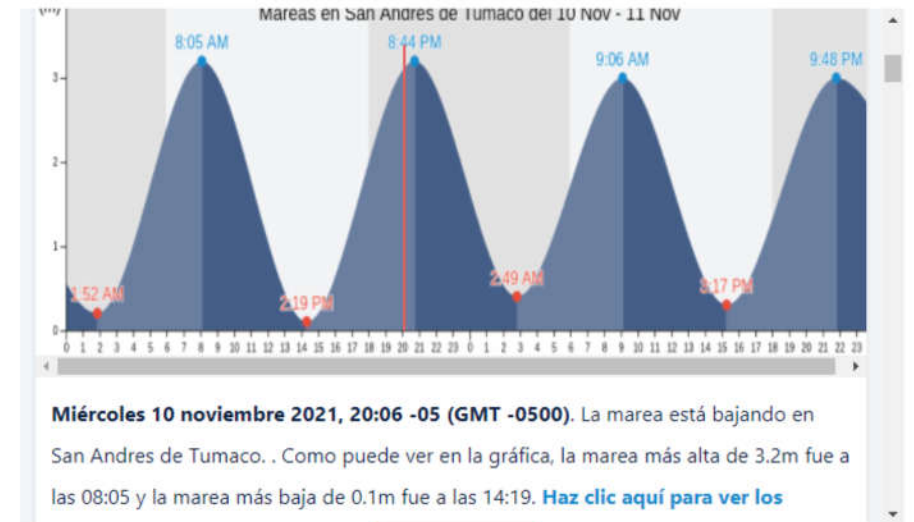 (m)
Mareas en San Andres de Tumaco del 10 Nov - 11 Nov
8:05 AM
8:44 PM
9:06 AM
9:48 PM
3
2
1
0
1:52 AM
2:19 PM
2:49 AM
3:17 PM
0 1 2 3 4 5 6 7 8 9 10 11 12 13 14 15 16 17 18 19 20 21 22 23 0 1 2 3 4 5 6 7 8 9 10 11 12 13 14 15 16 17 18 19 20 21 22 23
Miércoles 10 noviembre 2021, 20:06 -05 (GMT -0500). La marea está bajando en
San Andres de Tumaco. . Como puede ver en la gráfica, la marea más alta de 3.2m fue a
las 08:05 y la marea más baja de 0.1m fue a las 14:19. Haz clic aquí para ver los